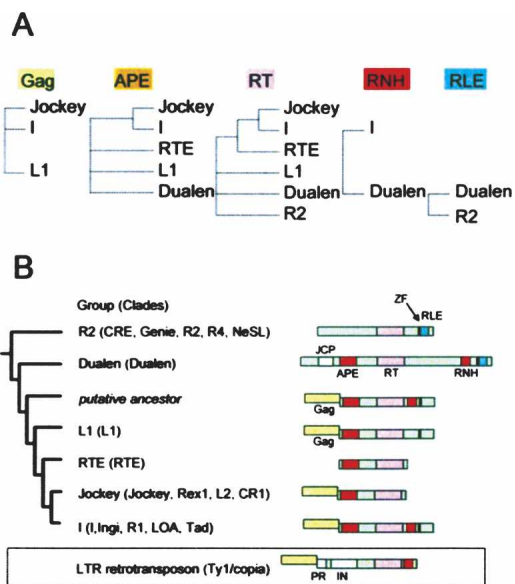 A
Gag APE RT RNH RLE
Jockey Jockey Jockey
I I I I
RTE RTE
L1 L1 L1
Dualen Dualen Dualen Dualen
R2 R2
B
Group (Clades)
ZF
RLE
R2 (CRE, Genie, R2, R4, NeSL)
JCP
Dualen (Dualen)
APE RT RNH
putative ancestor
Gag
L1 (L1)
Gag
RTE (RTE)
Jockey (Jockey, Rex1, L2, CR1)
I (I,Ingi, R1, LOA, Tad)
LTR retrotransposon (Ty1/copia)
PR IN